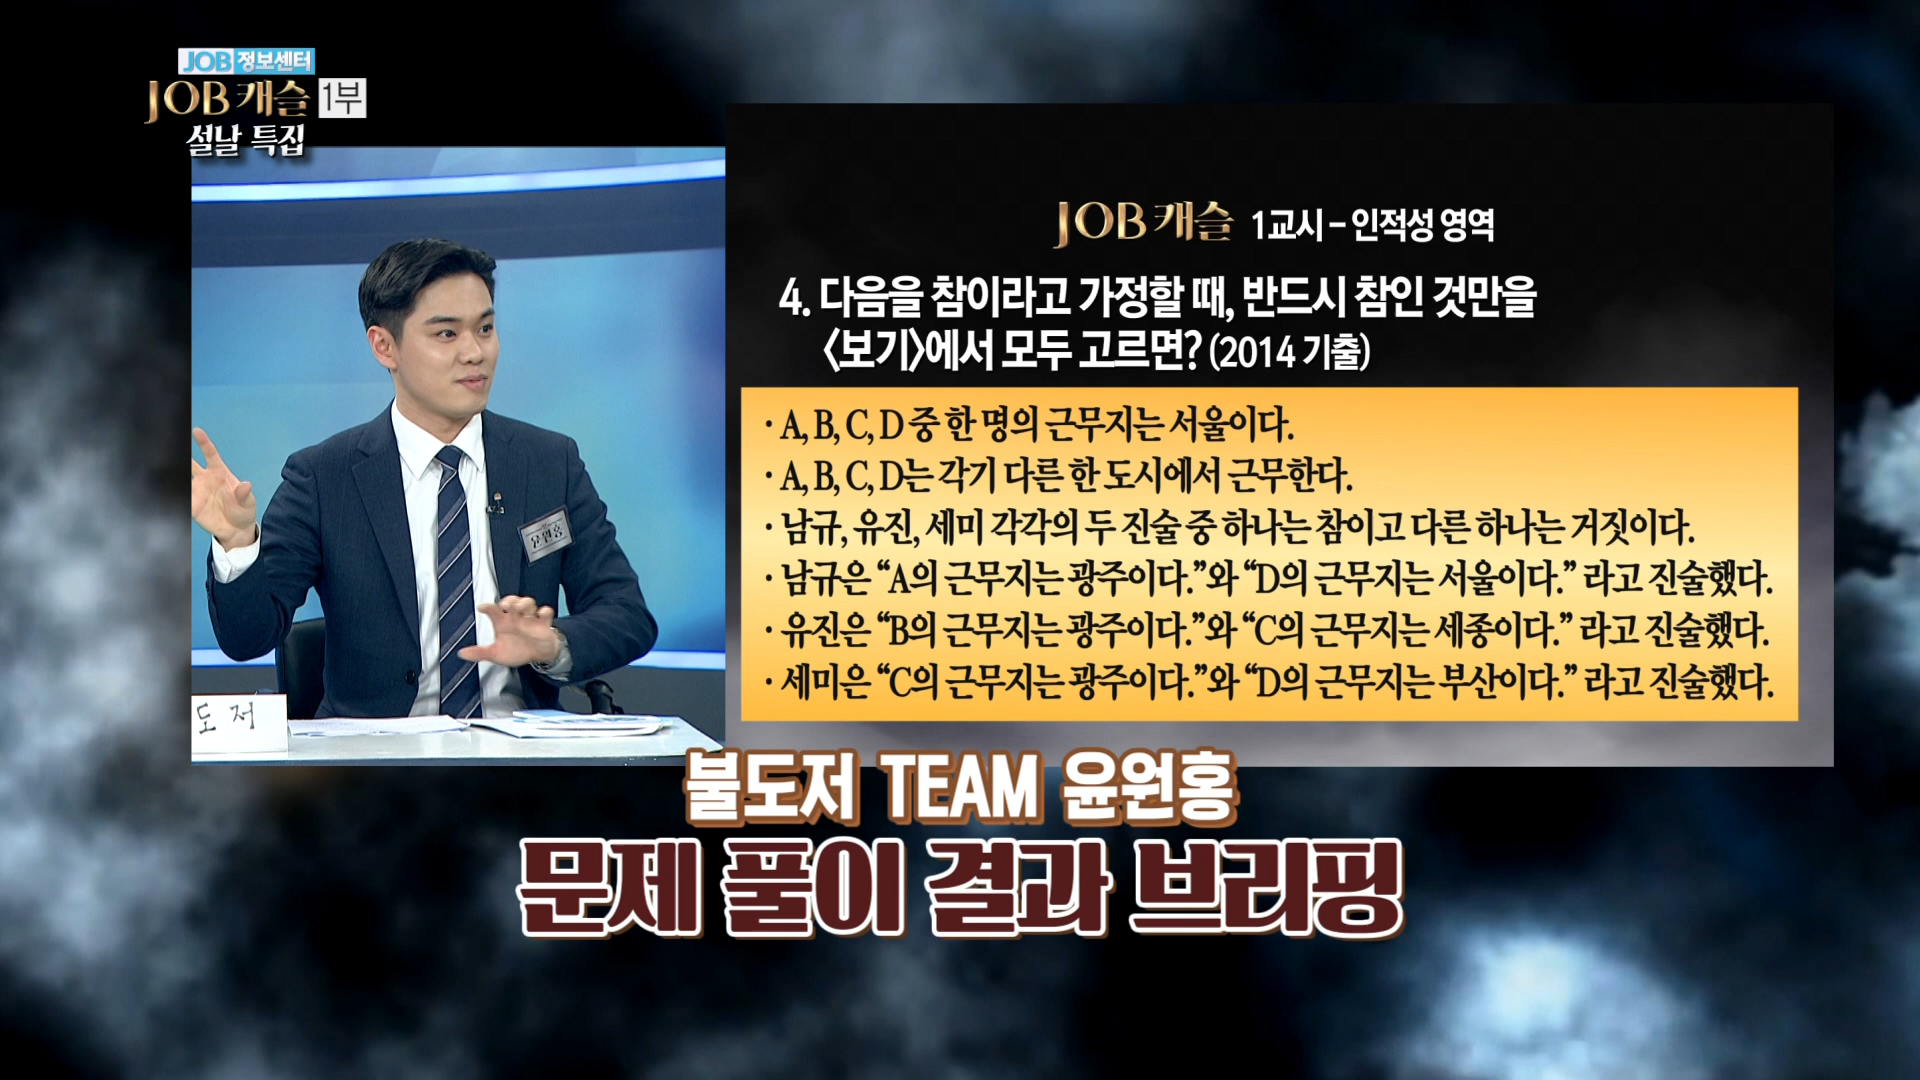 JOB 정보센터
JOB 캐슬 1부
설날 특집
JOB 캐슬 1교시 – 인적성 영역
4. 다음을 참이라고 가정할 때, 반드시 참인 것만을
<보기>에서 모두 고르면? (2014 기출)
· A, B, C, D 중 한 명의 근무지는 서울이다.
· A, B, C, D는 각기 다른 한 도시에서 근무한다.
· 남규, 유진, 세미 각각의 두 진술 중 하나는 참이고 다른 하나는 거짓이다.
· 남규은 “A의 근무지는 광주이다.”와 “D의 근무지는 서울이다.” 라고 진술했다.
· 유진은 “B의 근무지는 광주이다.”와 “C의 근무지는 세종이다.” 라고 진술했다.
· 세미은 “C의 근무지는 광주이다.”와 “D의 근무지는 부산이다.” 라고 진술했다.
윤원홍
도저
불도저 TEAM 윤원홍
문제 풀이 결과 브리핑